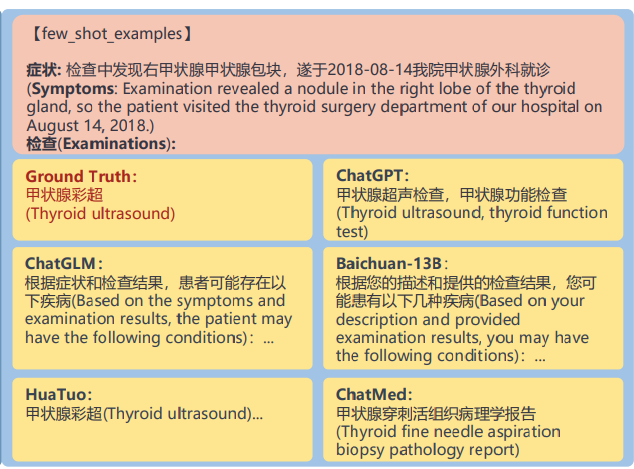 【few_shot_examples】
症状: 检查中发现右甲状腺甲状腺包块，遂于2018-08-14我院甲状腺外科就诊
(Symptoms: Examination revealed a nodule in the right lobe of the thyroid
gland, so the patient visited the thyroid surgery department of our hospital on
August 14, 2018.)
检查(Examinations):
Ground Truth:
甲状腺彩超
(Thyroid ultrasound)
ChatGPT:
甲状腺超声检查，甲状腺功能检查
(Thyroid ultrasound, thyroid function
test)
ChatGLM:
根据症状和检查结果，患者可能存在以
下疾病(Based on the symptoms and
examination results, the patient may
have the following conditions)：...
Baichuan-13B:
根据您的描述和提供的检查结果，您可
能患有以下几种疾病(Based on your
description and provided
examination results, you may have
the following conditions)：...
HuaTuo:
甲状腺彩超(Thyroid ultrasound)...
ChatMed:
甲状腺穿刺活组织病理学报告
(Thyroid fine needle aspiration
biopsy pathology report)